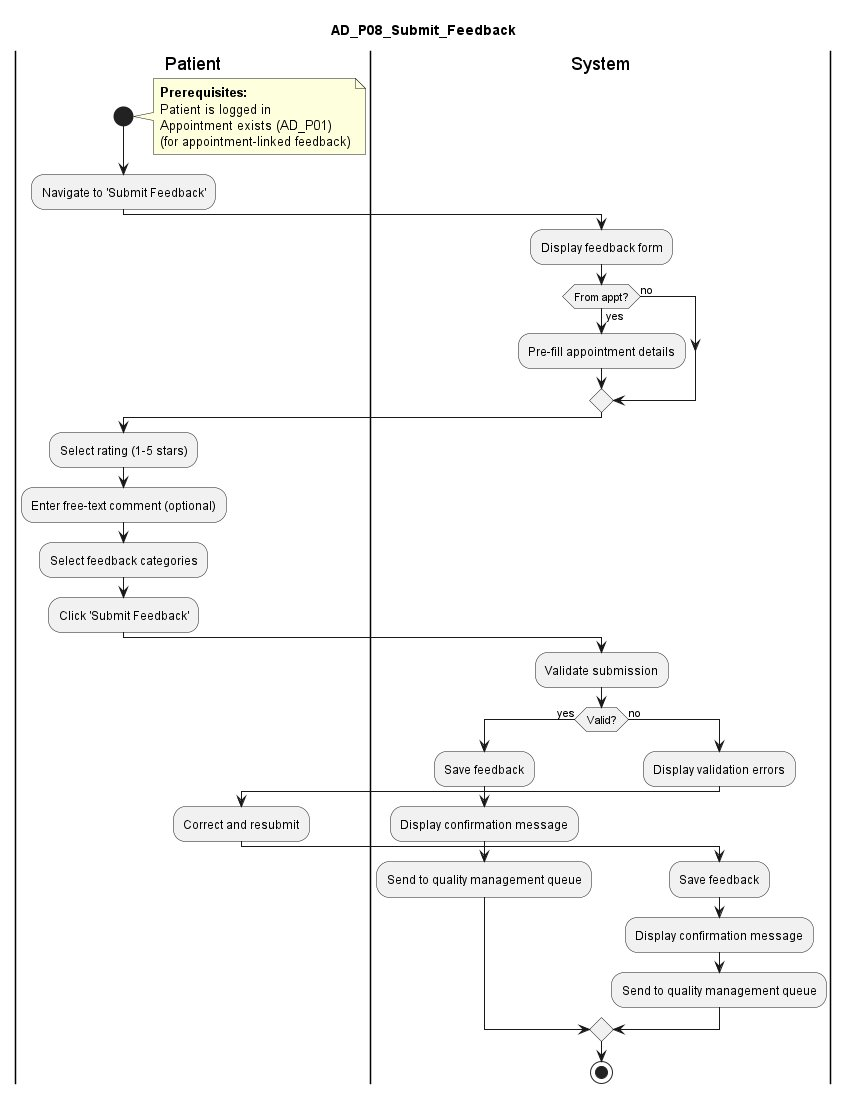 AD_P08_Submit_Feedback
Patient
System
Prerequisites:
Patient is logged in
Appointment exists (AD_P01)
(for appointment-linked feedback)
Navigate to 'Submit Feedback'
Display feedback form
From appt?
no
yes
Pre-fill appointment details
Select rating (1-5 stars)
Enter free-text comment (optional)
Select feedback categories
Click 'Submit Feedback'
Validate submission
yes
Valid?
no
Save feedback
Display validation errors
Correct and resubmit
Display confirmation message
Send to quality management queue
Save feedback
Display confirmation message
Send to quality management queue